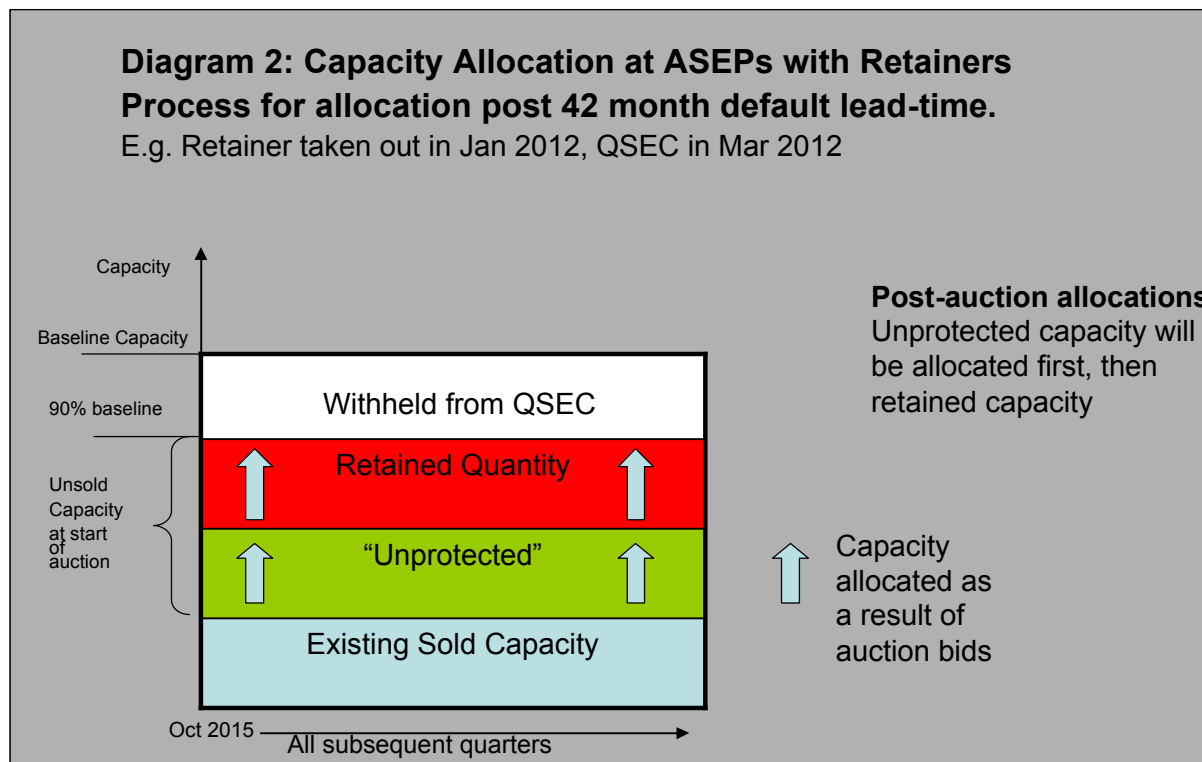 Diagram 2: Capacity Allocation at ASEPs with Retainers
Process for allocation post 42 month default lead-time.
E.g. Retainer taken out in Jan 2012, QSEC in Mar 2012
Capacity
Baseline Capacity
90% baseline
Unsold
Capacity
at start
of
auction
Withheld from QSEC
Retained Quantity
“Unprotected”
Existing Sold Capacity
Oct 2015
All subsequent quarters
Post-auction allocations
Unprotected capacity will
be allocated first, then
retained capacity
Capacity
allocated as
a result of
auction bids